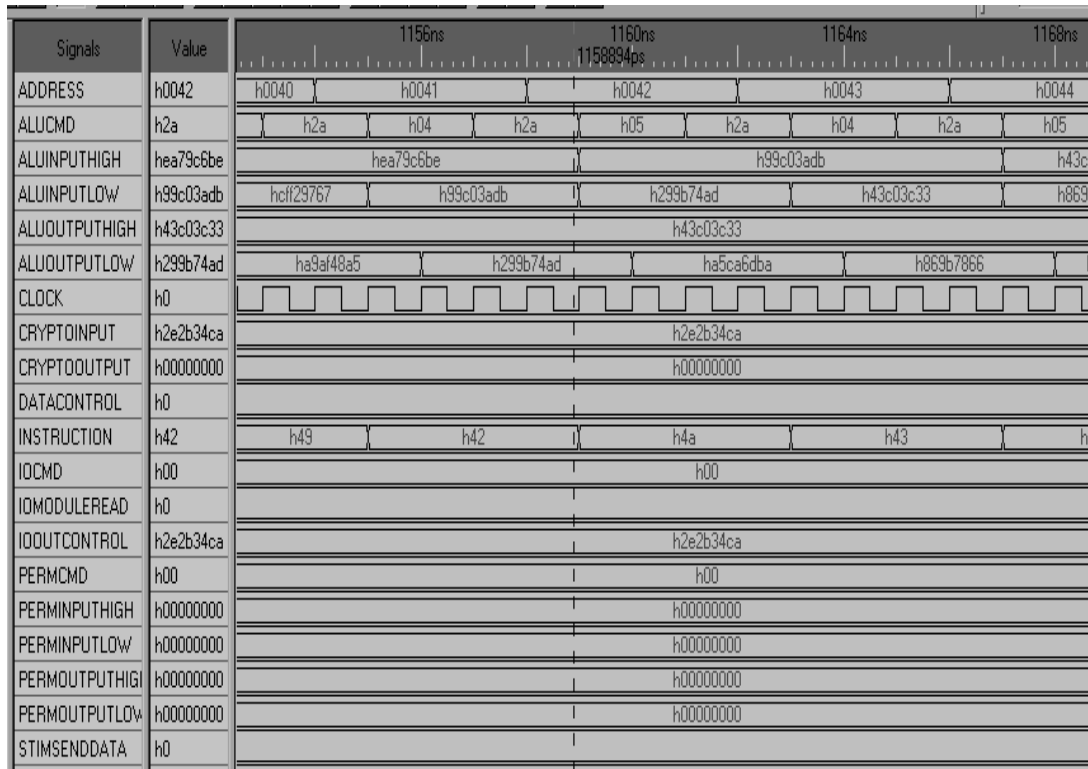 1156ns 1160ns 1164ns 1168ns
Signals Value 1158894ps
ADDRESS h0042 h0040 h0041 h0042 h0043 h0044
ALUCMD h2a h2a h04 h2a h05 h2a h04 h2a h05
ALUINPUTHIGH hea79c6be hea79c6be h99c03adb h43c
ALUINPUTLOW h99c03adb hcff29767 h99c03adb h299b74ad h43c03c33 h869
ALUOUTPUTHIGH h43c03c33 h43c03c33
ALUOUTPUTLOW h299b74ad ha9af48a5 h299b74ad ha5ca6dba h869b7866
CLOCK h0
CRYPTOINPUT h2e2b34ca h2e2b34ca
CRYPTOOUTPUT h00000000 h00000000
DATACONTROL h0
INSTRUCTION h42 h49 h42 h4a h43 h
IOCMD h00 h00
IOMODULEREAD h0
IOOUTCONTROL h2e2b34ca h2e2b34ca
PERMCMD h00 h00
PERMINPUTHIGH h00000000 h00000000
PERMINPUTLOW h00000000 h00000000
PERMOUTPUTHIGI h00000000 h00000000
PERMOUTPUTLOW h00000000 h00000000
STIMSENDDATA h0